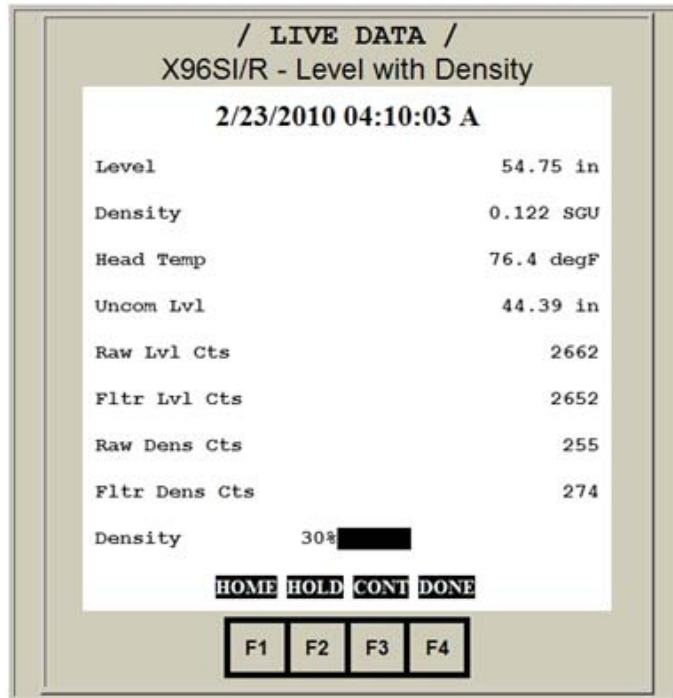 / LIVE DATA /
X96SI/R - Level with Density
2/23/2010 04:10:03 A
Level 54.75 in
Density 0.122 SGU
Head Temp 76.4 degF
Uncom Lvl 44.39 in
Raw Lvl Cts 2662
Fltr Lvl Cts 2652
Raw Dens Cts 255
Fltr Dens Cts 274
Density 30%
HOME HOLD CONT DONE
F1 F2 F3 F4